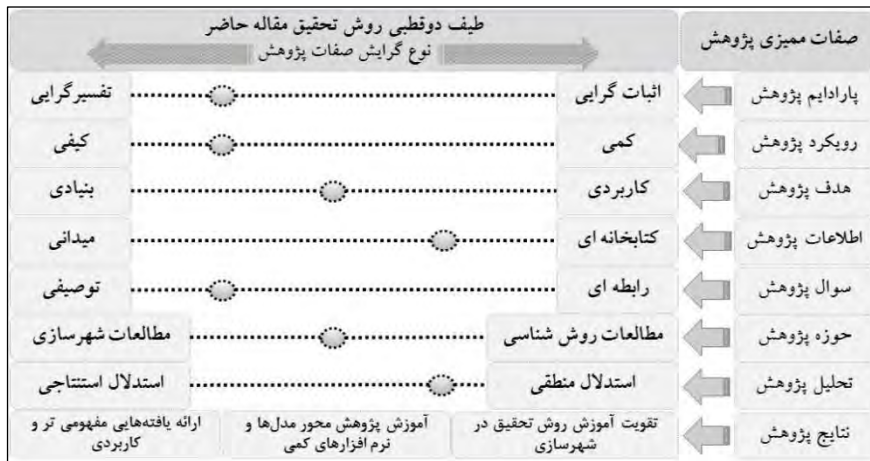 صفات ممیزی پژوهش
طیف دوقطبی روش تحقیق مقاله حاضر
نوع گرایش صفات پژوهش
پارادایم پژوهش
اثبات گرایی
تفسیرگرایی
رویکرد پژوهش
کمی
کیفی
هدف پژوهش
کاربردی
بنیادی
اطلاعات پژوهش
کتابخانه ای
میدانی
سوال پژوهش
رابطه ای
توصیفی
حوزه پژوهش
مطالعات روش شناسی
مطالعات شهرسازی
تحلیل پژوهش
استدلال منطقی
استدلال استنتاجی
نتایج پژوهش
تقویت آموزش روش تحقیق در
شهرسازی
آموزش پژوهش محور مدل‌ها و
نرم افزارهای کمی
ارائه یافته‌هایی مفهومی تر و
کاربردی